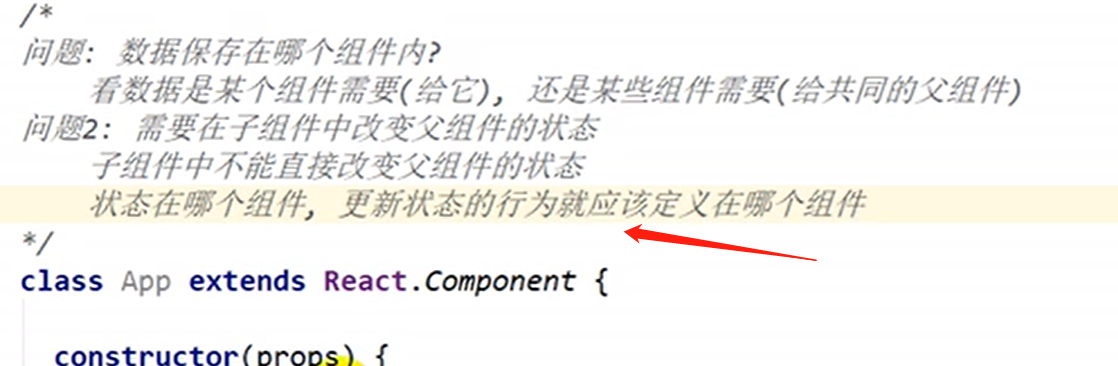 /*
问题: 数据保存在哪个组件内?
看数据是某个组件需要(给它), 还是某些组件需要(给共同的父组件)
问题2: 需要在子组件中改变父组件的状态
子组件中不能直接改变父组件的状态
状态在哪个组件, 更新状态的行为就应该定义在哪个组件
*/
class App extends React.Component {
constructor(props) {